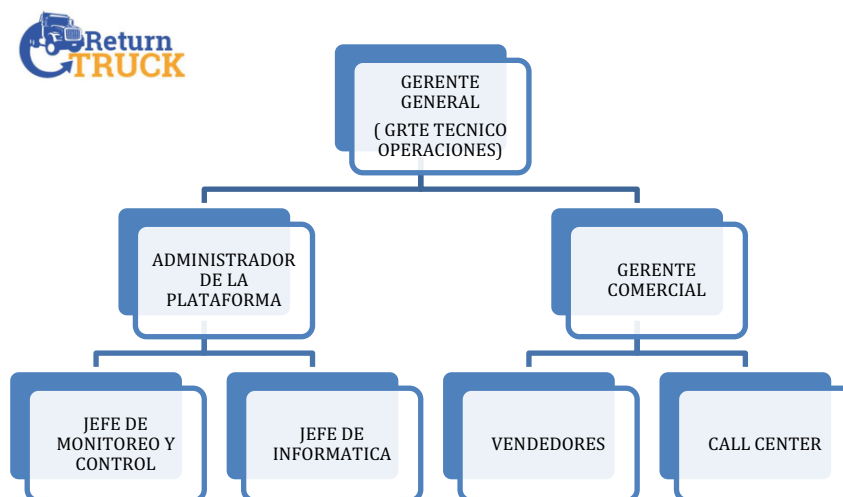 Return
TRUCK
GERENTE
GENERAL
( GRTE TECNICO
OPERACIONES)
ADMINISTRADOR
DE LA
PLATAFORMA
GERENTE
COMERCIAL
JEFE DE
MONITOREO Y
CONTROL
JEFE DE
INFORMATICA
VENDEDORES
CALL CENTER